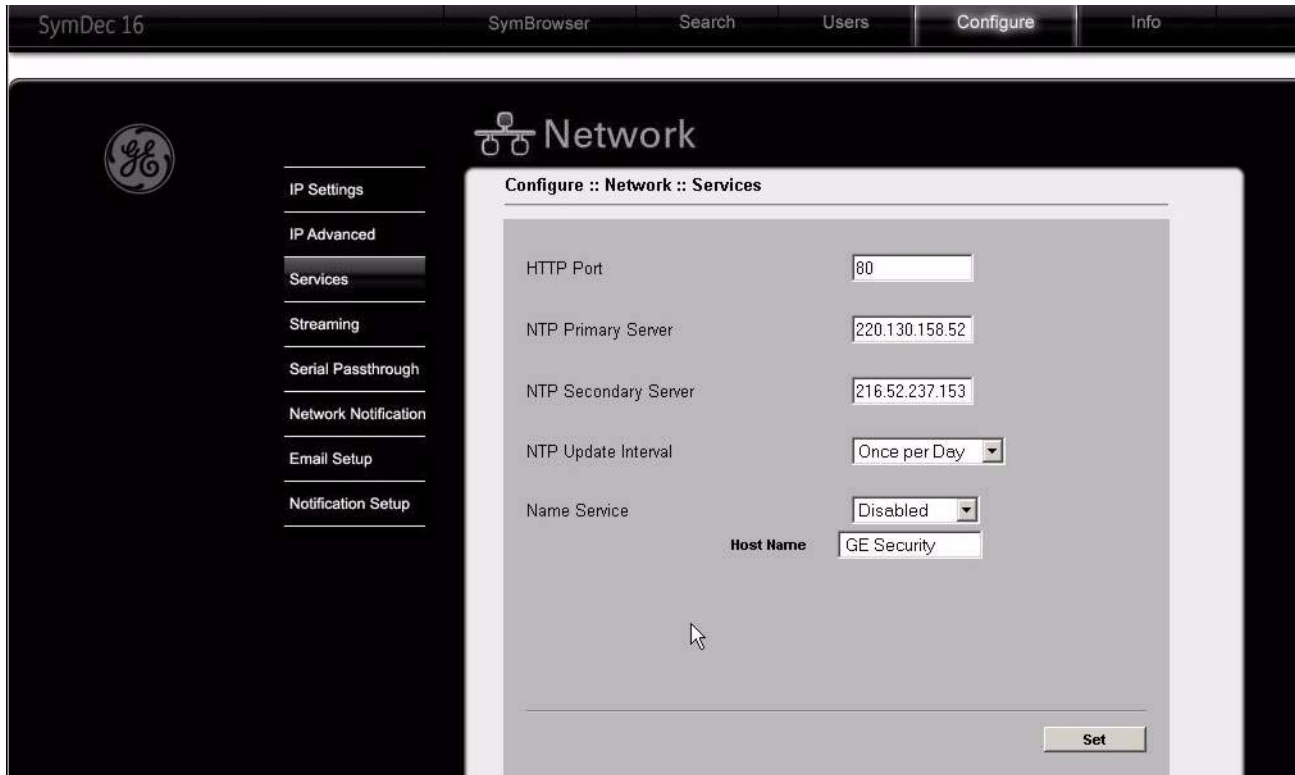 SymDec 16
SymBrowser
Search
Users
Configure
Info
GE
Network
IP Settings
IP Advanced
Services
Streaming
Serial Passthrough
Network Notification
Email Setup
Notification Setup
Configure :: Network :: Services
HTTP Port 80
NTP Primary Server 220.130.158.52
NTP Secondary Server 216.52.237.153
NTP Update Interval Once per Day
Name Service Disabled
Host Name GE Security
Set